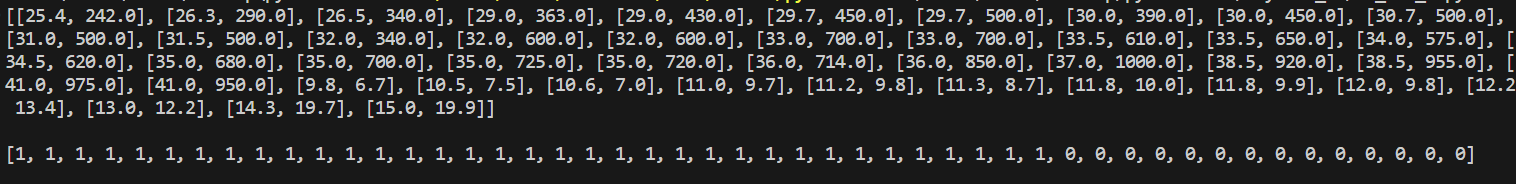 [[25.4, 242.0], [26.3, 290.0], [26.5, 340.0], [29.0, 363.0], [29.0, 430.0], [29.7, 450.0], [29.7, 500.0], [30.0, 390.0], [30.0, 450.0], [30.7, 500.0],
[31.0, 500.0], [31.5, 500.0], [32.0, 340.0], [32.0, 600.0], [32.0, 600.0], [33.0, 700.0], [33.0, 700.0], [33.5, 610.0], [33.5, 650.0], [34.0, 575.0], [
34.5, 620.0], [35.0, 680.0], [35.0, 700.0], [35.0, 725.0], [35.0, 720.0], [36.0, 714.0], [36.0, 850.0], [37.0, 1000.0], [38.5, 920.0], [38.5, 955.0], [
41.0, 975.0], [41.0, 950.0], [9.8, 6.7], [10.5, 7.5], [10.6, 7.0], [11.0, 9.7], [11.2, 9.8], [11.3, 8.7], [11.8, 10.0], [11.8, 9.9], [12.0, 9.8], [12.2
13.4], [13.0, 12.2], [14.3, 19.7], [15.0, 19.9]]
[1, 1, 1, 1, 1, 1, 1, 1, 1, 1, 1, 1, 1, 1, 1, 1, 1, 1, 1, 1, 1, 1, 1, 1, 1, 1, 1, 1, 1, 1, 1, 1, 1, 1, 1, 0, 0, 0, 0, 0, 0, 0, 0, 0, 0, 0, 0, 0, 0]